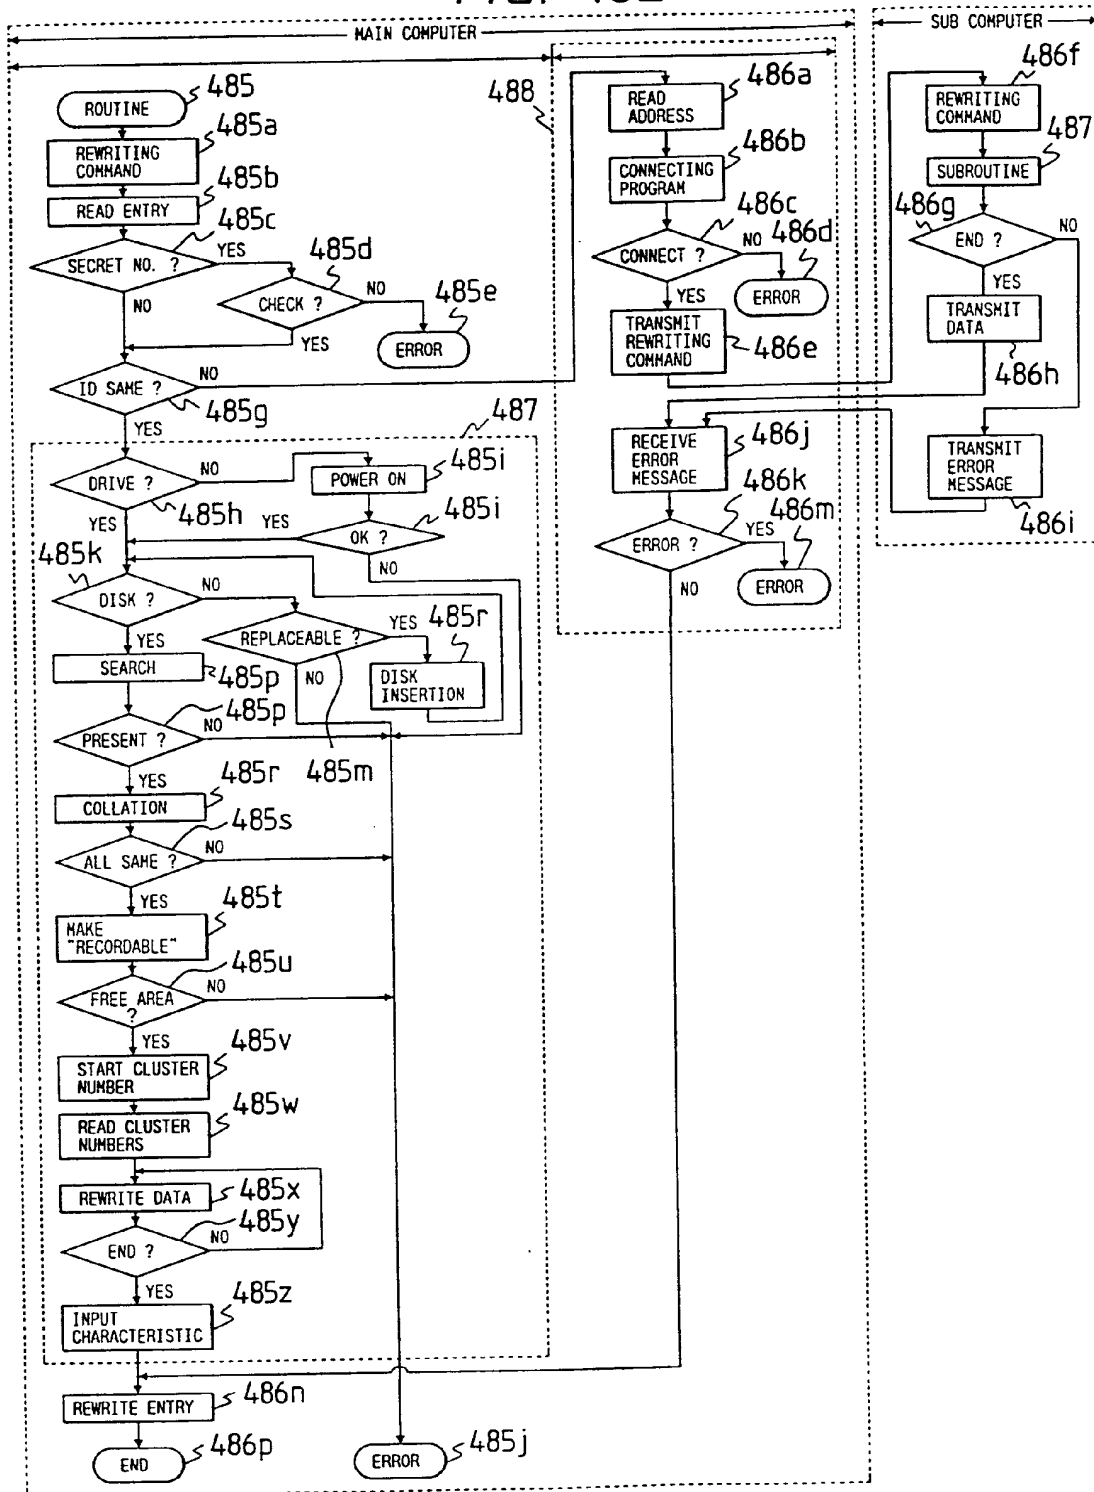 MAIN COMPUTER
SUB COMPUTER
ROUTINE
485
485a
REWRITING
COMMAND
485b
READ ENTRY
485c
SECRET NO. ?
YES
NO
485d
CHECK ?
NO
YES
485e
ERROR
ID SAME ?
NO
YES
485g
488
486a
READ
ADDRESS
486b
CONNECTING
PROGRAM
486c
CONNECT ?
NO
486d
ERROR
YES
TRANSMIT
REWRITING
COMMAND
486e
486f
REWRITING
COMMAND
487
SUBROUTINE
486g
END ?
NO
YES
TRANSMIT
DATA
486h
TRANSMIT
ERROR
MESSAGE
486i
RECEIVE
ERROR
MESSAGE
486j
486k
ERROR ?
YES
486m
ERROR
NO
487
DRIVE ?
NO
YES
485h
POWER ON
485i
OK ?
485i
YES
NO
485k
DISK ?
NO
YES
REPLACEABLE ?
YES
NO
485m
485r
DISK
INSERTION
SEARCH
485p
485p
PRESENT ?
NO
YES
485r
COLLATION
485s
ALL SAME ?
NO
YES
485t
MAKE
"RECORDABLE"
485u
FREE AREA
?
NO
YES
485v
START CLUSTER
NUMBER
485w
READ CLUSTER
NUMBERS
REWRITE DATA
485x
485y
END ?
NO
YES
485z
INPUT
CHARACTERISTIC
REWRITE ENTRY
486n
END
486p
ERROR
485j